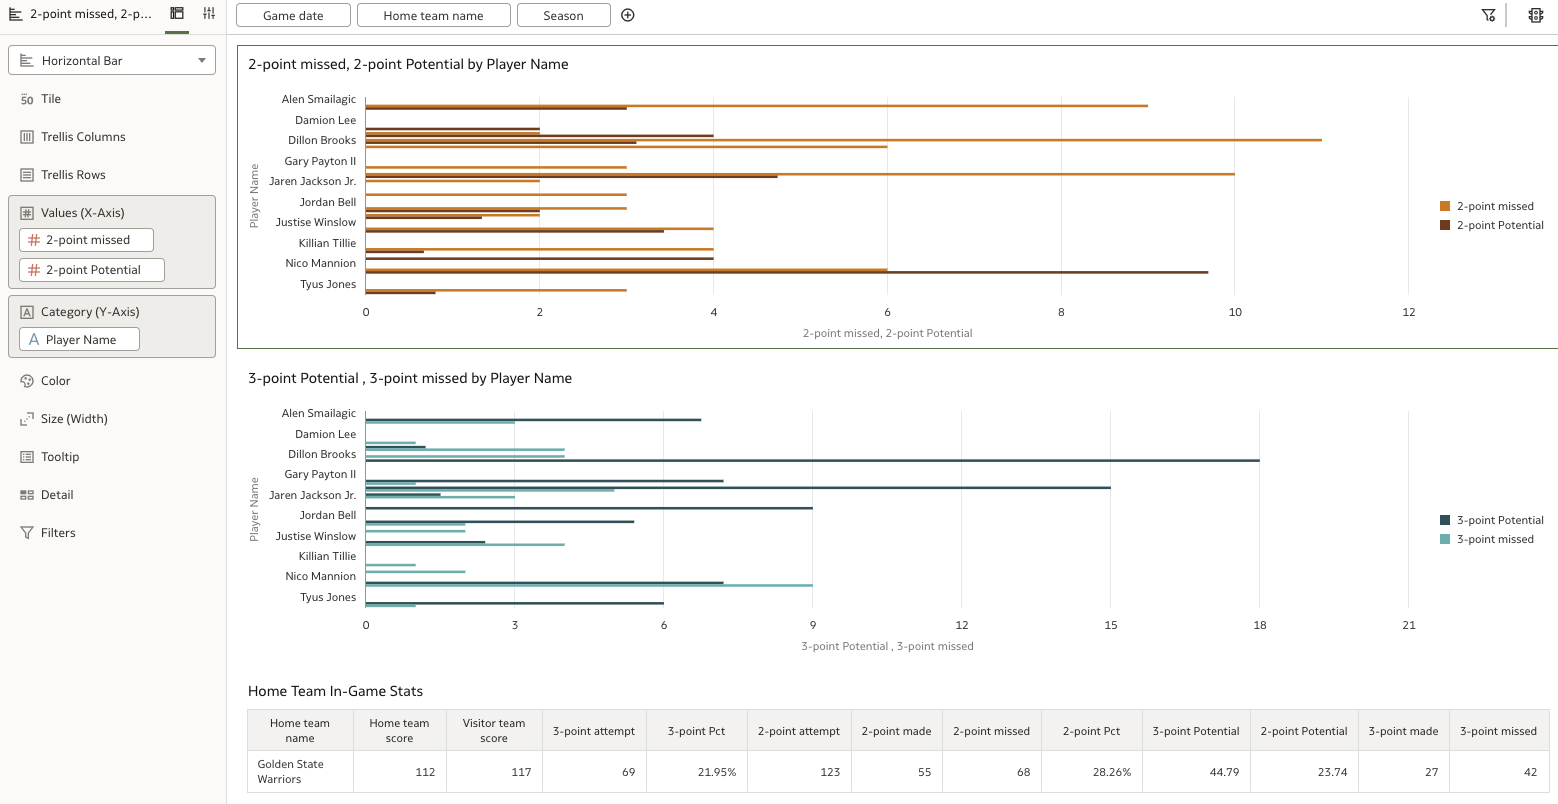 2-point missed, 2-p...
Game date
Home team name
Season
Horizontal Bar
50
Tile
Trellis Columns
Trellis Rows
Values (X-Axis)
# 2-point missed
# 2-point Potential
A Category (Y-Axis)
A Player Name
Color
Size (Width)
Tooltip
Detail
Filters
2-point missed, 2-point Potential by Player Name
Player Name
Alen Smailagic
Damion Lee
Dillon Brooks
Gary Payton II
Jaren Jackson Jr.
Jordan Bell
Justise Winslow
Killian Tillie
Nico Mannion
Tyus Jones
0 2 4 6 8 10 12
2-point missed, 2-point Potential
2-point missed
2-point Potential
3-point Potential , 3-point missed by Player Name
Player Name
Alen Smailagic
Damion Lee
Dillon Brooks
Gary Payton II
Jaren Jackson Jr.
Jordan Bell
Justise Winslow
Killian Tillie
Nico Mannion
Tyus Jones
0 3 6 9 12 15 18 21
3-point Potential , 3-point missed
3-point Potential
3-point missed
Home Team In-Game Stats
Home team name Home team score Visitor team score 3-point attempt 3-point Pct 2-point attempt 2-point made 2-point missed 2-point Pct 3-point Potential 2-point Potential 3-point made 3-point missed
Golden State Warriors 112 117 69 21.95% 123 55 68 28.26% 44.79 23.74 27 42